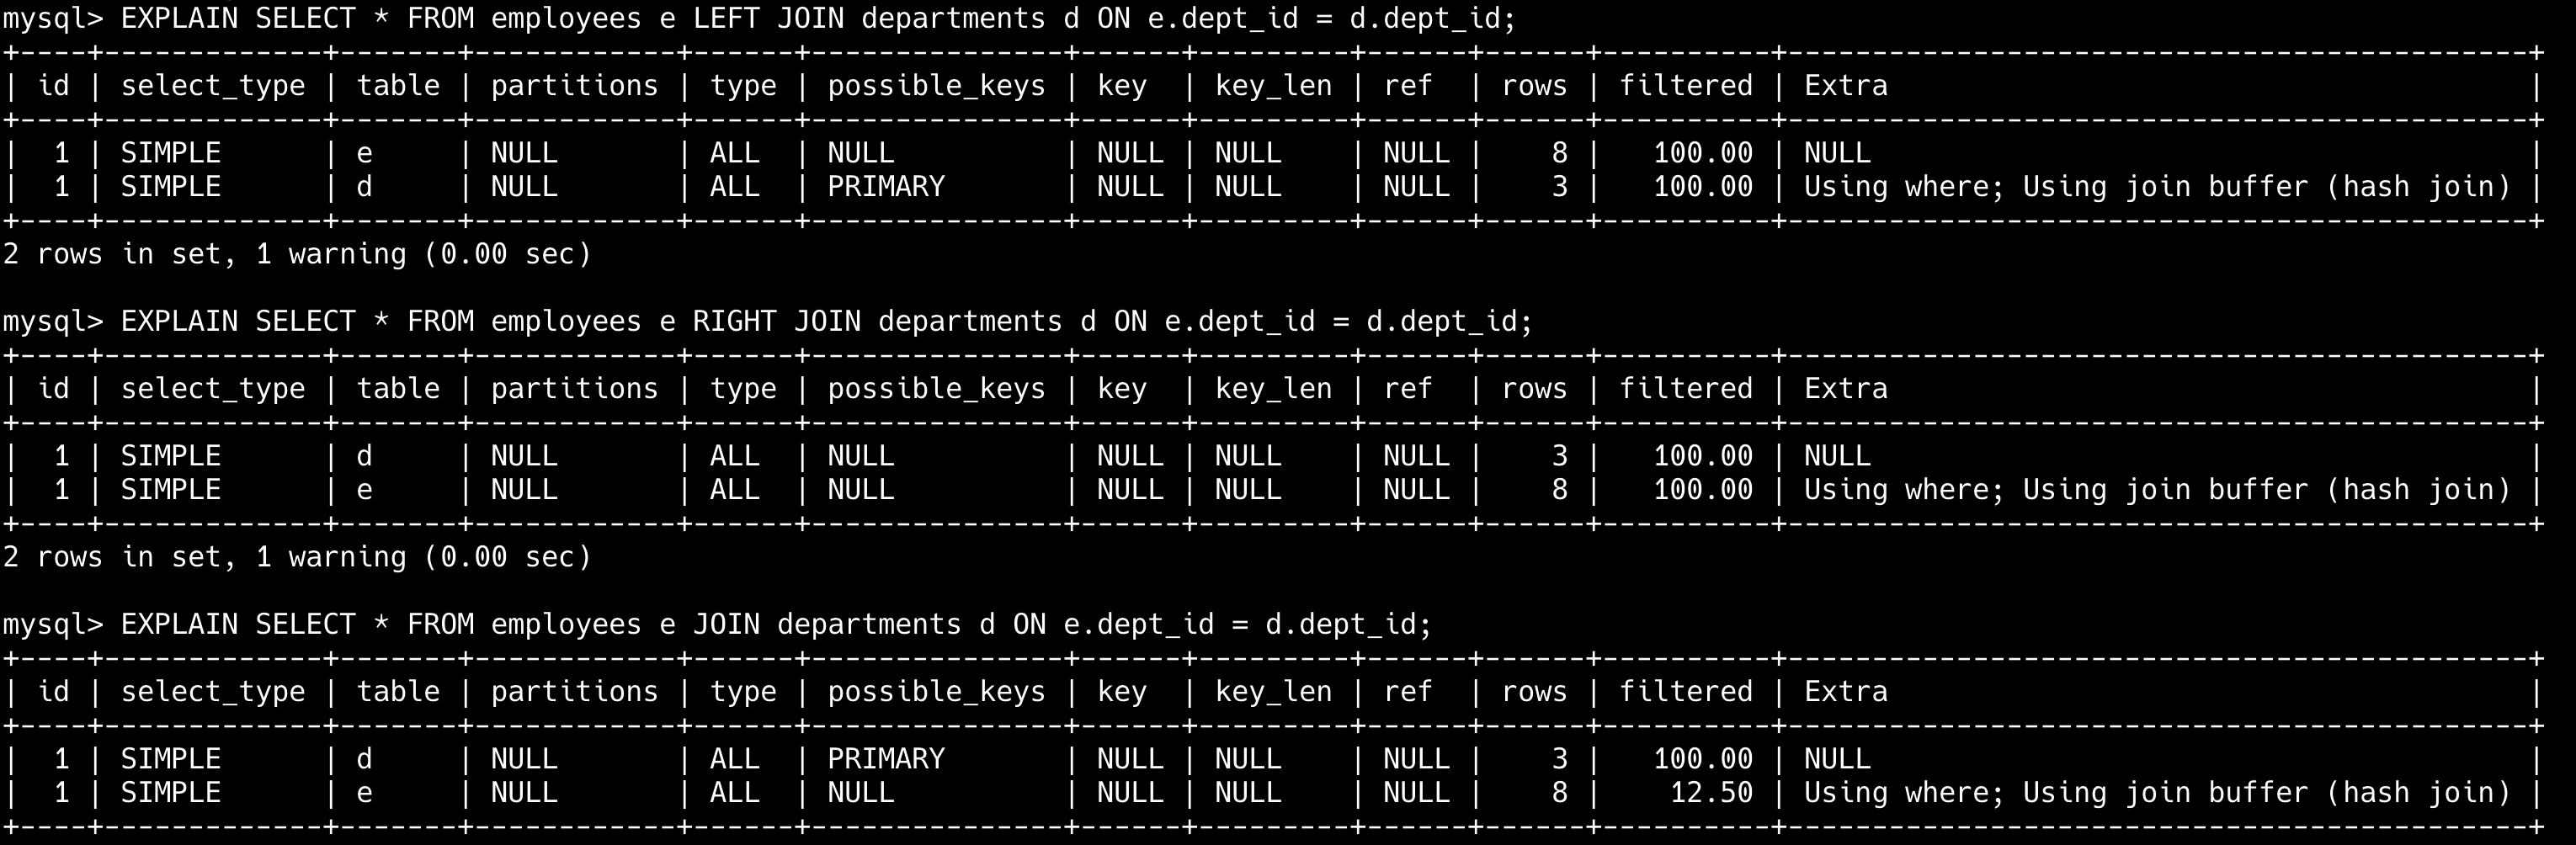 mysql> EXPLAIN SELECT * FROM employees e LEFT JOIN departments d ON e.dept_id = d.dept_id;
+----+-------------+-------+------------+------+---------------+------+---------+------+------+----------+--------------------------------------------+
| id | select_type | table | partitions | type | possible_keys | key  | key_len | ref  | rows | filtered | Extra                                      |
+----+-------------+-------+------------+------+---------------+------+---------+------+------+----------+--------------------------------------------+
|  1 | SIMPLE      | e     | NULL       | ALL  | NULL          | NULL | NULL    | NULL |    8 |   100.00 | NULL                                       |
|  1 | SIMPLE      | d     | NULL       | ALL  | PRIMARY       | NULL | NULL    | NULL |    3 |   100.00 | Using where; Using join buffer (hash join) |
+----+-------------+-------+------------+------+---------------+------+---------+------+------+----------+--------------------------------------------+
2 rows in set, 1 warning (0.00 sec)

mysql> EXPLAIN SELECT * FROM employees e RIGHT JOIN departments d ON e.dept_id = d.dept_id;
+----+-------------+-------+------------+------+---------------+------+---------+------+------+----------+--------------------------------------------+
| id | select_type | table | partitions | type | possible_keys | key  | key_len | ref  | rows | filtered | Extra                                      |
+----+-------------+-------+------------+------+---------------+------+---------+------+------+----------+--------------------------------------------+
|  1 | SIMPLE      | d     | NULL       | ALL  | NULL          | NULL | NULL    | NULL |    3 |   100.00 | NULL                                       |
|  1 | SIMPLE      | e     | NULL       | ALL  | NULL          | NULL | NULL    | NULL |    8 |   100.00 | Using where; Using join buffer (hash join) |
+----+-------------+-------+------------+------+---------------+------+---------+------+------+----------+--------------------------------------------+
2 rows in set, 1 warning (0.00 sec)

mysql> EXPLAIN SELECT * FROM employees e JOIN departments d ON e.dept_id = d.dept_id;
+----+-------------+-------+------------+------+---------------+------+---------+------+------+----------+--------------------------------------------+
| id | select_type | table | partitions | type | possible_keys | key  | key_len | ref  | rows | filtered | Extra                                      |
+----+-------------+-------+------------+------+---------------+------+---------+------+------+----------+--------------------------------------------+
|  1 | SIMPLE      | d     | NULL       | ALL  | PRIMARY       | NULL | NULL    | NULL |    3 |   100.00 | NULL                                       |
|  1 | SIMPLE      | e     | NULL       | ALL  | NULL          | NULL | NULL    | NULL |    8 |    12.50 | Using where; Using join buffer (hash join) |
+----+-------------+-------+------------+------+---------------+------+---------+------+------+----------+--------------------------------------------+